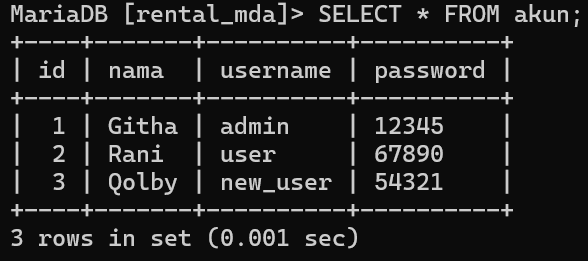 MariaDB [rental_mda]> SELECT * FROM akun;
+----+-------+----------+----------+
| id | nama  | username | password |
+----+-------+----------+----------+
|  1 | Githa | admin    | 12345    |
|  2 | Rani  | user     | 67890    |
|  3 | Qolby | new_user | 54321    |
+----+-------+----------+----------+
3 rows in set (0.001 sec)